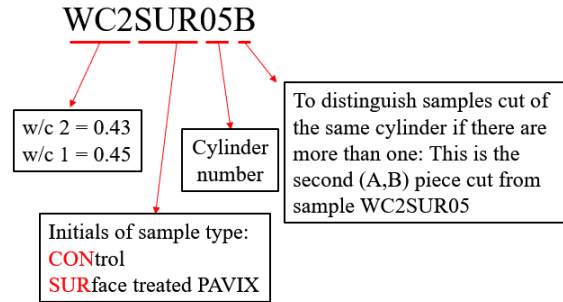 WC2SUR05B
w/c 2 = 0.43
w/c 1 = 0.45
Cylinder
number
To distinguish samples cut of
the same cylinder if there are
more than one: This is the
second (A,B) piece cut from
sample WC2SUR05
Initials of sample type:
CONtrol
SURface treated PAVIX